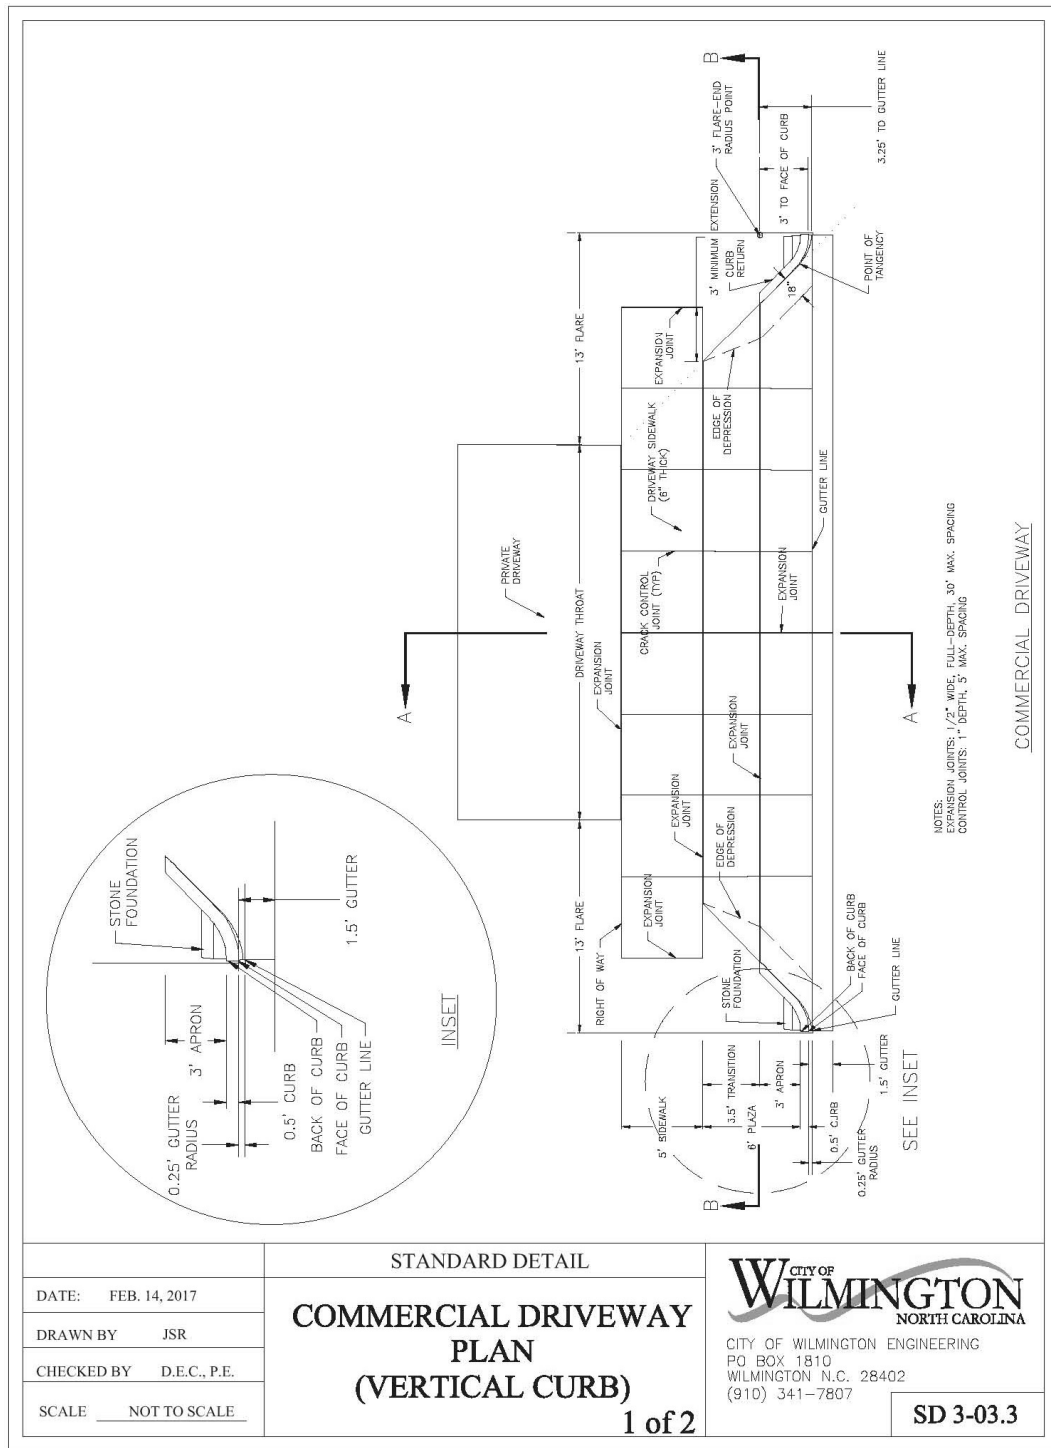 B
3' FLARE-END
RADIUS POINT
3.25' TO GUTTER LINE
3' TO FACE OF CURB
3' MINIMUM EXTENSION
CURB
RETURN
18"
POINT OF
TANGENCY
13' FLARE
EXPANSION
JOINT
EDGE OF
DEPRESSION
DRIVEWAY SIDEWALK
(6" THICK)
GUTTER LINE
PRIVATE
DRIVEWAY
DRIVEWAY THROAT
EXPANSION
JOINT
CRACK CONTROL
JOINT (TYP)
EXPANSION
JOINT
A
A
EXPANSION
JOINT
EXPANSION
JOINT
EDGE OF
DEPRESSION
13' FLARE
EXPANSION
JOINT
RIGHT OF WAY
STONE
FOUNDATION
BACK OF CURB
FACE OF CURB
GUTTER LINE
5' SIDEWALK
3.5' TRANSITION
6' PLAZA
3' APRON
0.5' CURB
0.25' GUTTER
RADIUS
1.5' GUTTER
SEE INSET
B
NOTES:
EXPANSION JOINTS: 1/2" WIDE, FULL-DEPTH, 30' MAX. SPACING
CONTROL JOINTS: 1" DEPTH, 5' MAX. SPACING
COMMERCIAL DRIVEWAY
STONE
FOUNDATION
1.5' GUTTER
3' APRON
0.5' CURB
0.25' GUTTER
RADIUS
BACK OF CURB
FACE OF CURB
GUTTER LINE
INSET
STANDARD DETAIL
DATE: FEB. 14, 2017
DRAWN BY JSR
CHECKED BY D.E.C., P.E.
SCALE NOT TO SCALE
COMMERCIAL DRIVEWAY
PLAN
(VERTICAL CURB)
1 of 2
CITY OF
WILMINGTON
NORTH CAROLINA
CITY OF WILMINGTON ENGINEERING
PO BOX 1810
WILMINGTON N.C. 28402
(910) 341-7807
SD 3-03.3